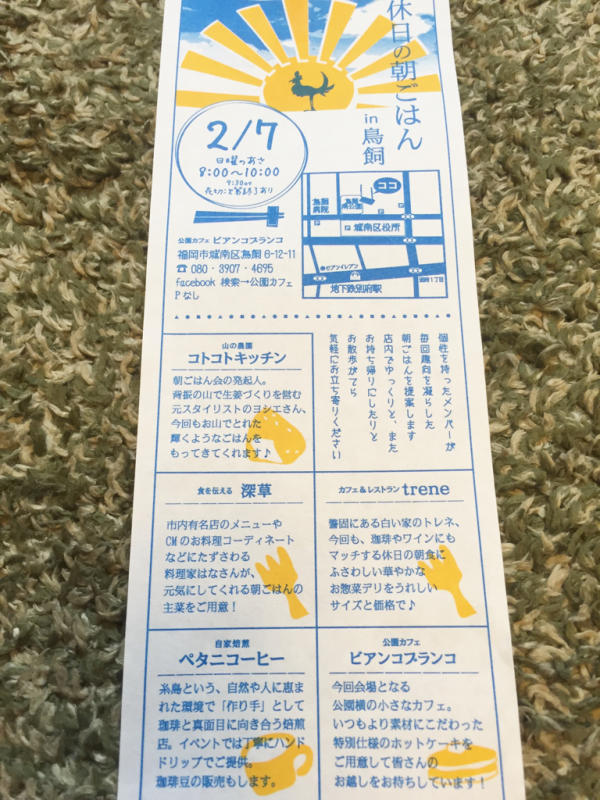 休日の朝ごはん
in 鳥飼
2/7
日曜のあさ
8:00〜10:00
公園カフェ ビアンコブランコ
福岡市城南区鳥飼6-12-11
☎080・3907・4695
facebook 検索→公園カフェ
Pなし
ココ
鳥飼
病院
城南区役所
セブンイレブン
地下鉄別府駅
個性を持ったメンバーが
毎回趣向を凝らした
朝ごはんを提案します
店内でゆっくりと、また
お持ち帰りにしたりと
お散歩がてら
気軽にお立ち寄りください
山の農園
コトコトキッチン
朝ごはん会の発起人。
背振の山で生姜づくりを営む
元スタイリストのヨシエさん、
今回もお山でとれた
輝くようなごはんを
もってきてくれます♪
食を伝える 深草
市内有名店のメニューや
CMのお料理コーディネート
などにたずさわる
料理家はなさんが、
元気にしてくれる朝ごはんの
主菜をご用意！
カフェ＆レストラン trene
警固にある白い家のトレネ、
今回も、珈琲やワインにも
マッチする休日の朝食に
ふさわしい華やかな
お惣菜デリをうれしい
サイズと価格で♪
自家焙煎
ペタニコーヒー
糸島という、自然や人に恵ま
れた環境で「作り手」として
珈琲と真面目に向き合う焙煎
店。イベントでは丁寧にハンド
ドリップでご提供。
珈琲豆の販売もします。
公園カフェ
ビアンコブランコ
今回会場となる
公園横の小さなカフェ。
いつもより素材にこだわった
特別仕様のホットケーキを
ご用意して皆さんの
お越しをお待ちしています！